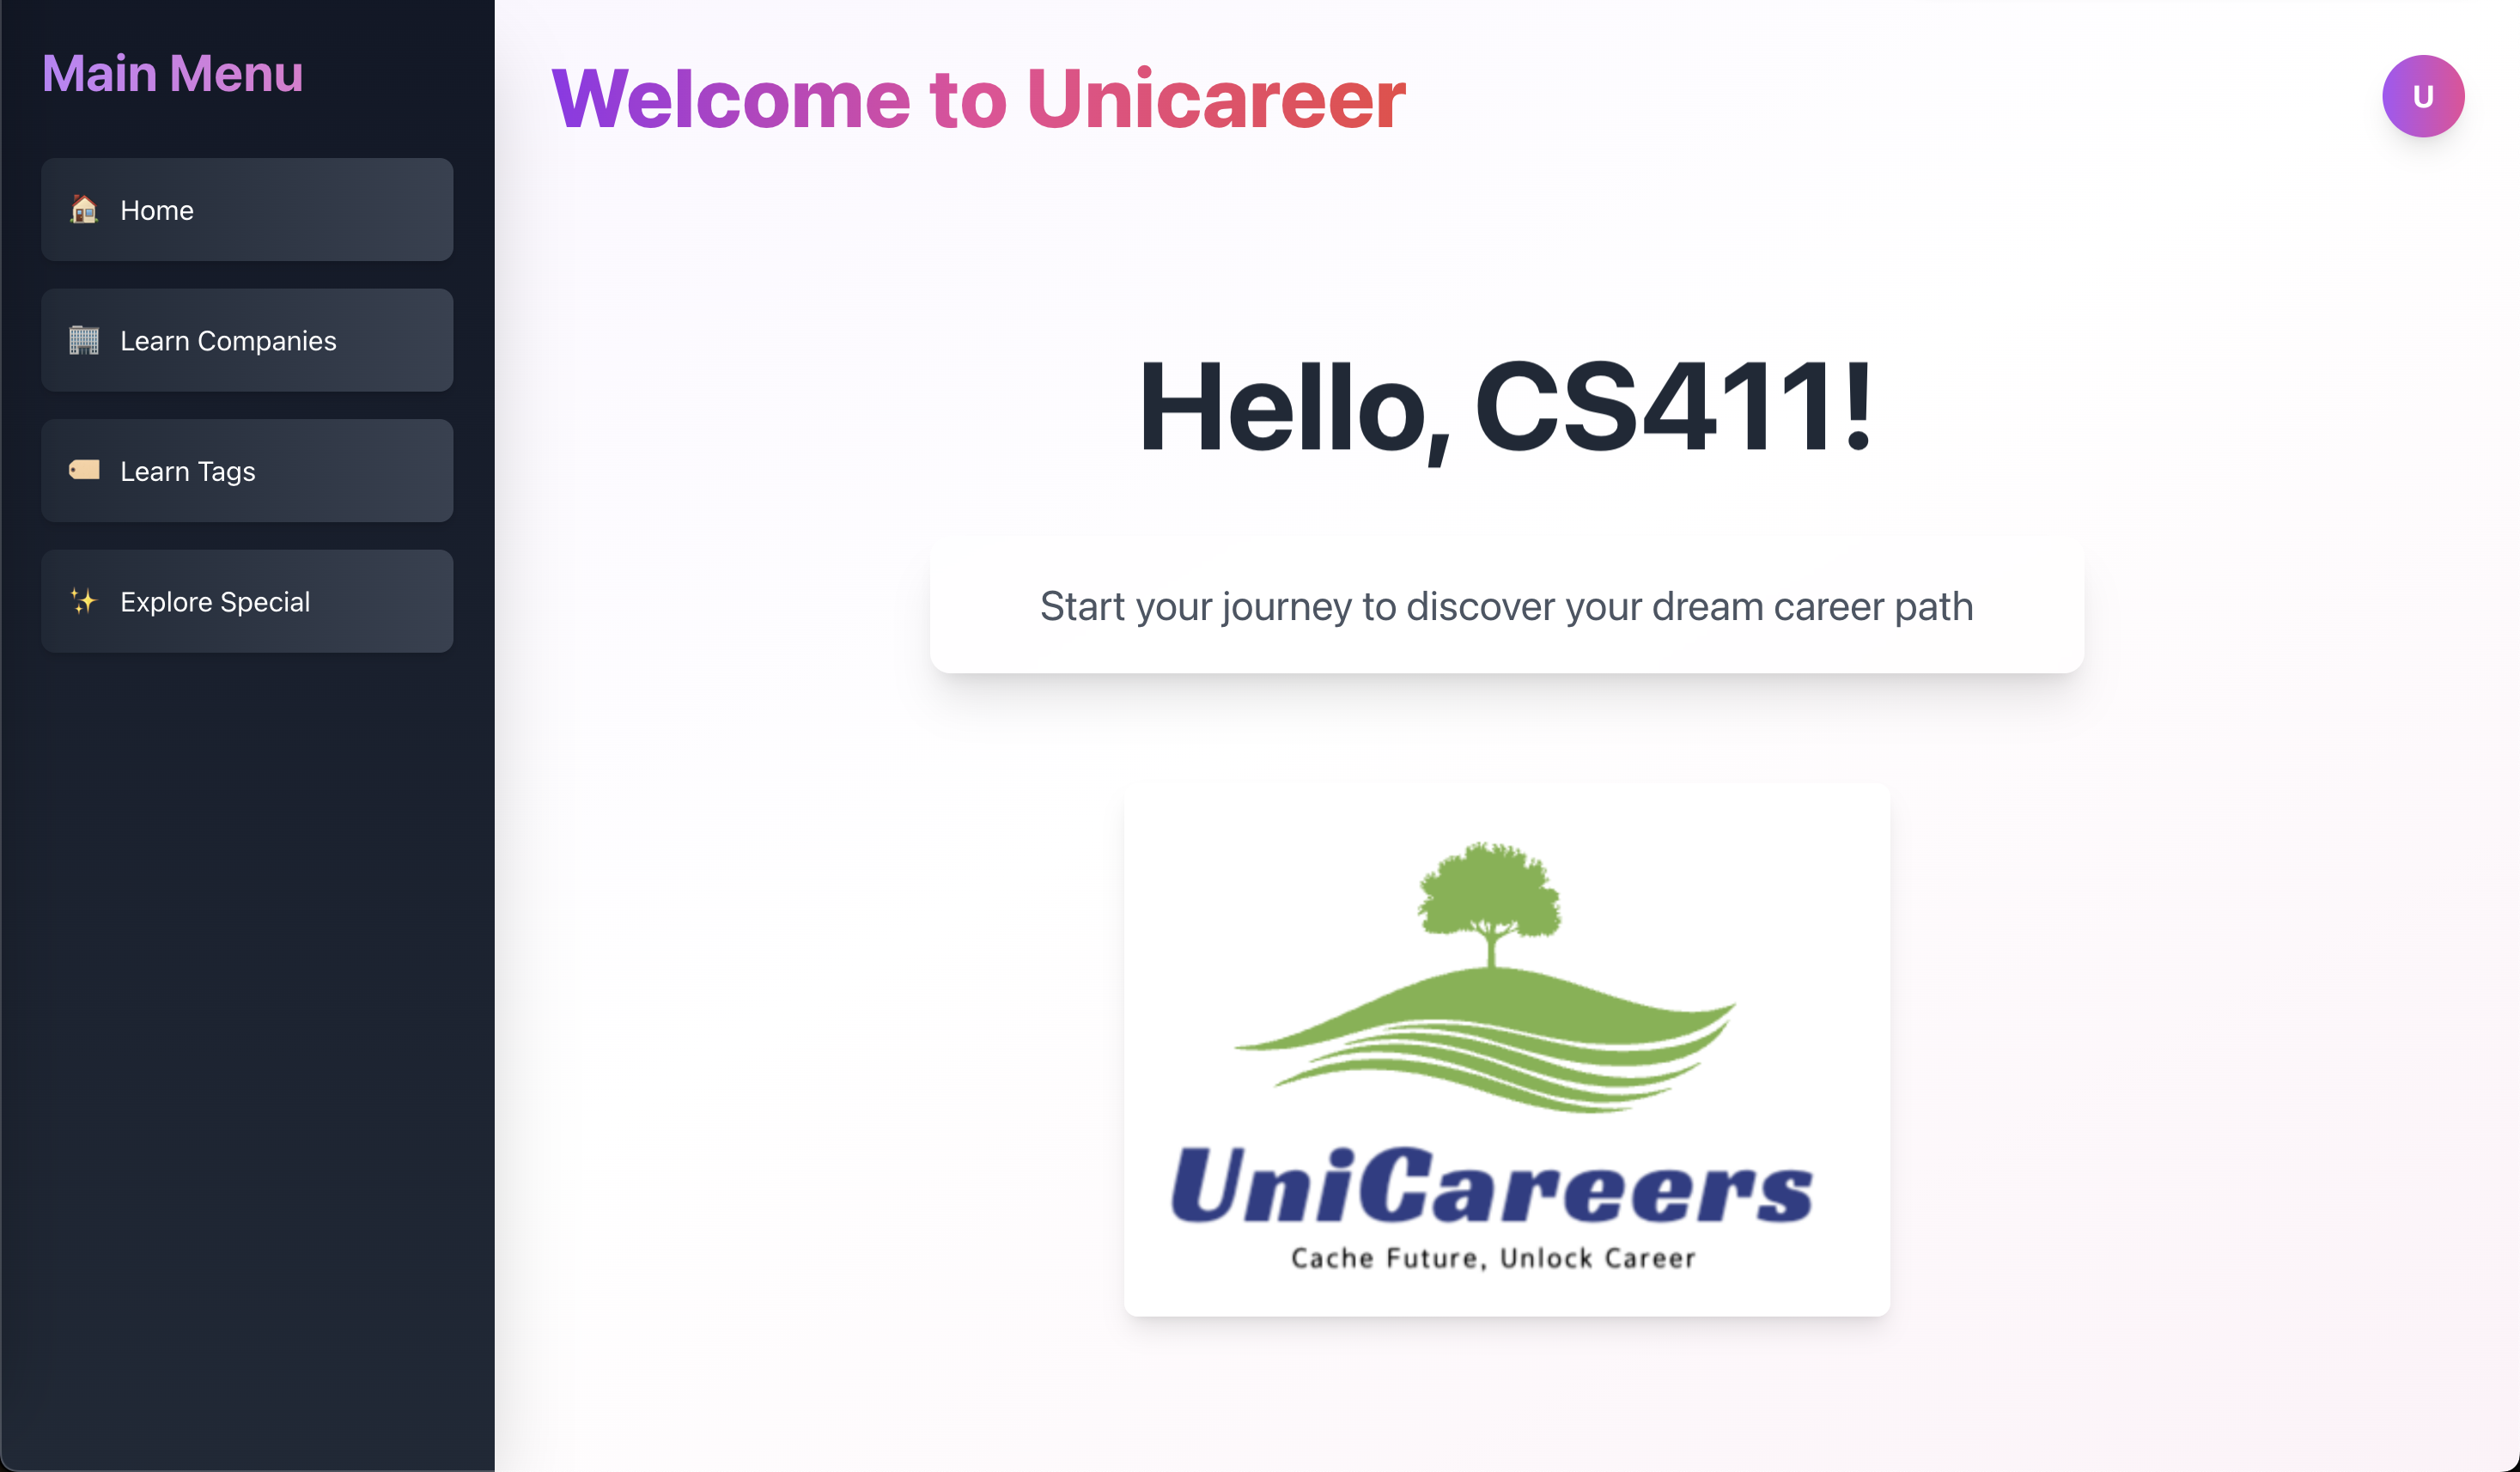 Main Menu
Home
Learn Companies
Learn Tags
Explore Special
Welcome to Unicareer
U
Hello, CS411!
Start your journey to discover your dream career path
UniCareers
Cache Future, Unlock Career